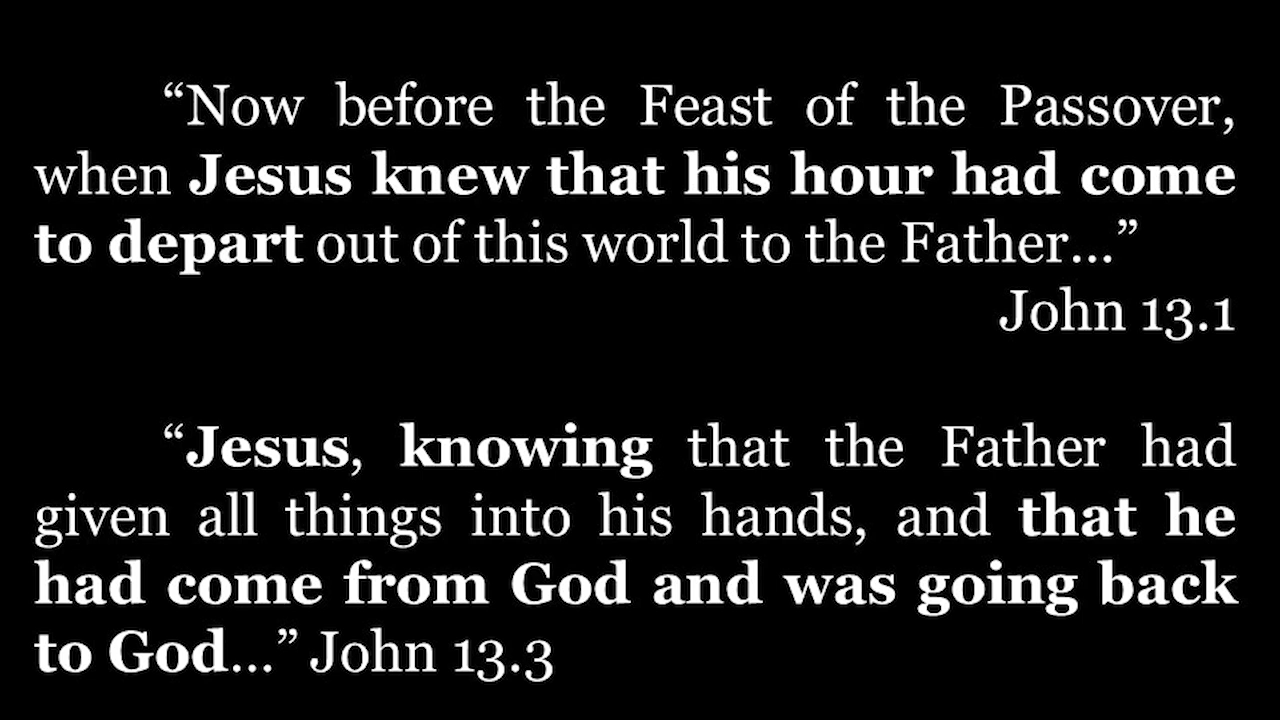 “Now before the Feast of the Passover,
when Jesus knew that his hour had come
to depart out of this world to the Father…”
John 13.1
“Jesus, knowing that the Father had
given all things into his hands, and that he
had come from God and was going back
to God…” John 13.3